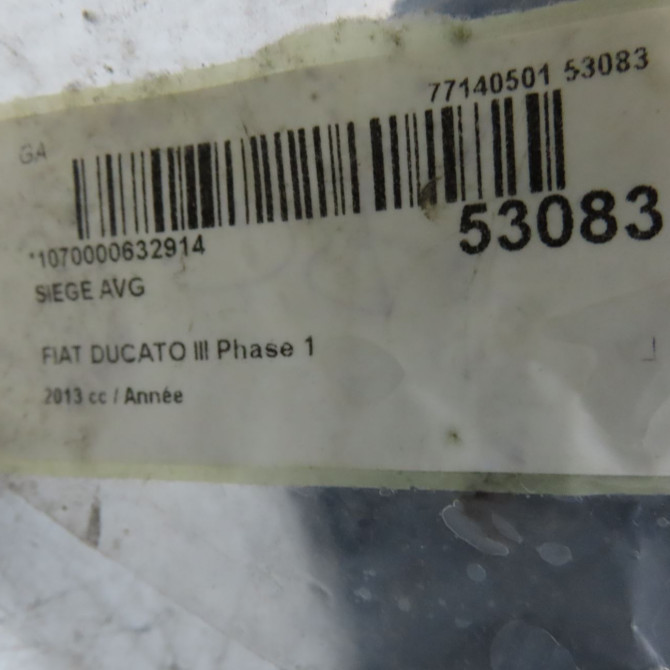 77140501 53083
GA
53083
*1070000632914
SIEGE AVG
FIAT DUCATO III Phase 1
2013 cc / Année